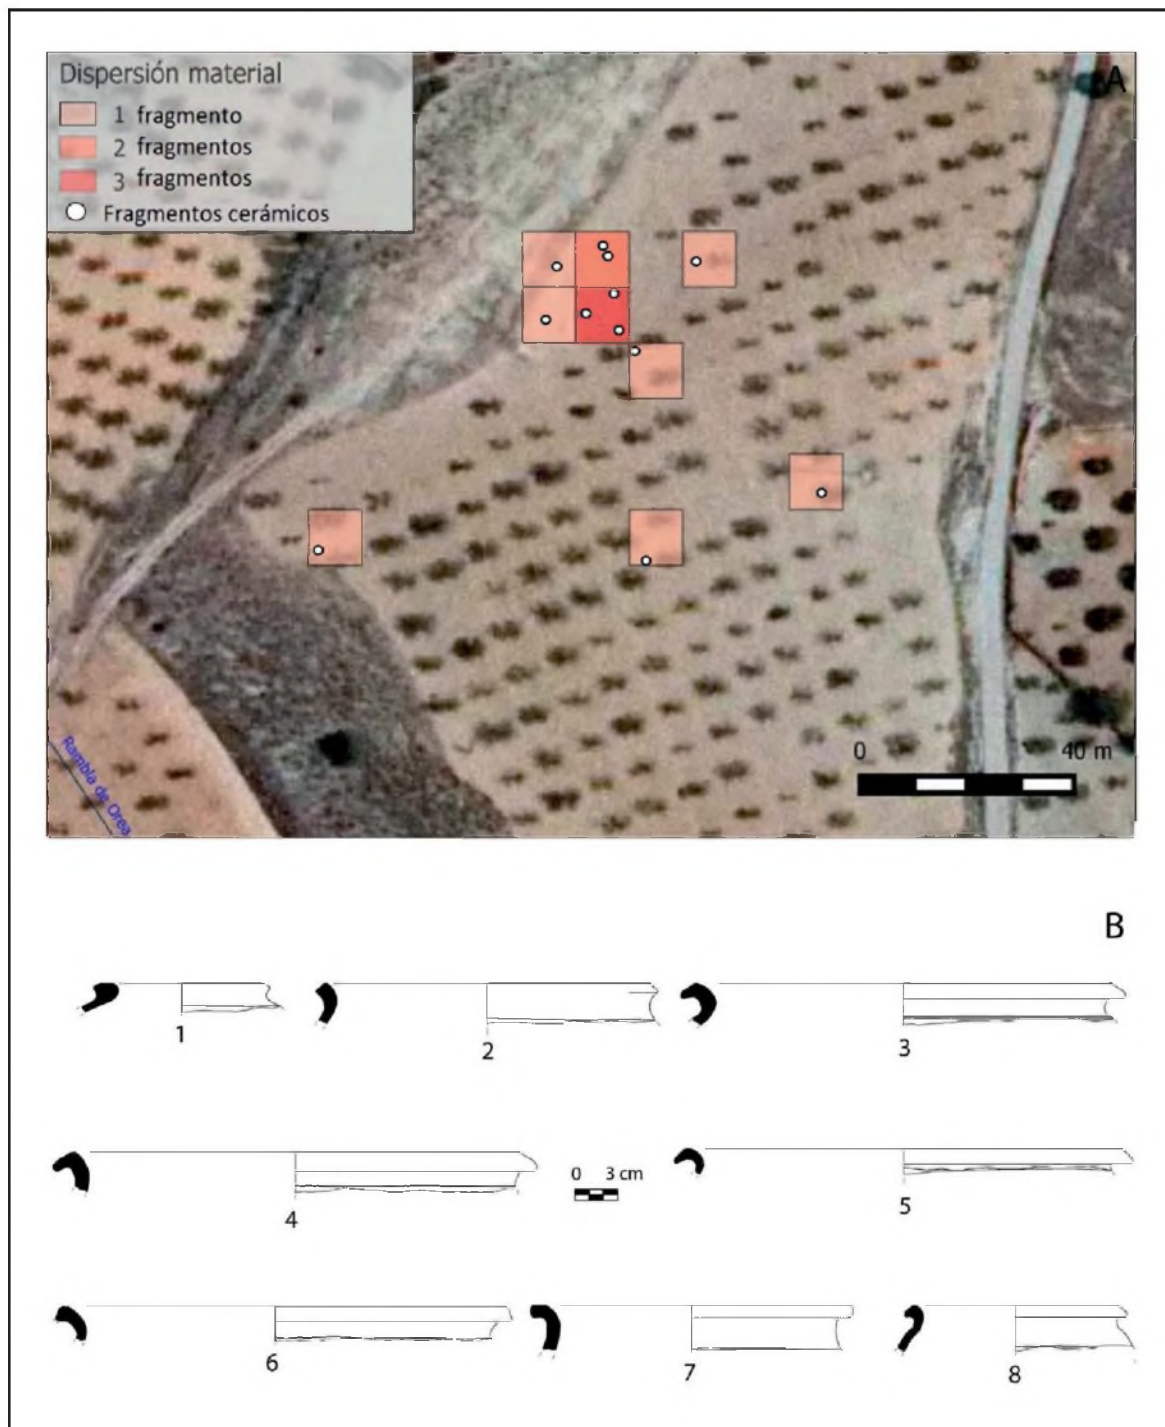 Dispersión material
A
1 fragmento
2 fragmentos
3 fragmentos
Fragmentos cerámicos
0 40 m
Rambla de Orea
B
1
2
3
4
0 3 cm
5
6
7
8